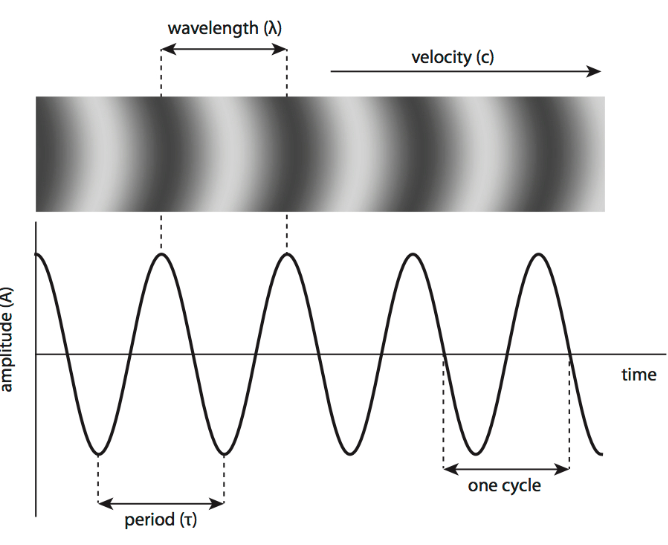 wavelength (λ)
velocity (c)
amplitude (A)
time
one cycle
period (τ)